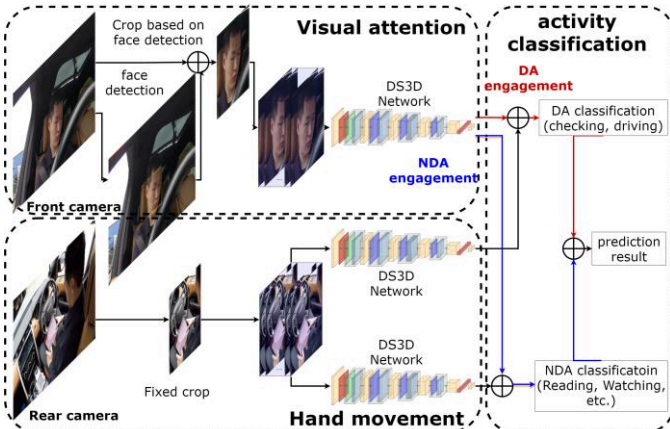 Crop based on
face detection
Visual attention
activity
classification
face
detection
DS3D
Network
DA
engagement
DA classification
(checking, driving)
NDA
engagement
Front camera
prediction
result
DS3D
Network
DS3D
Network
Fixed crop
NDA classificatoin
(Reading, Watching,
etc.)
Rear camera
Hand movement